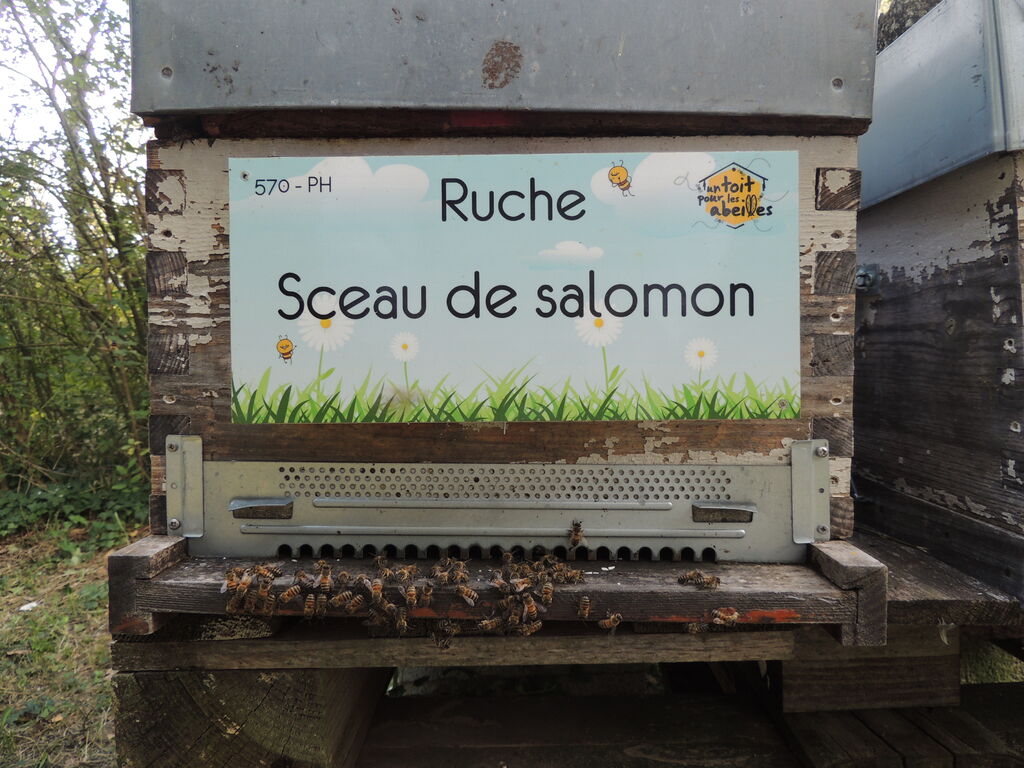 570 - PH
Ruche
un toit
pour les
abeilles
Sceau de salomon